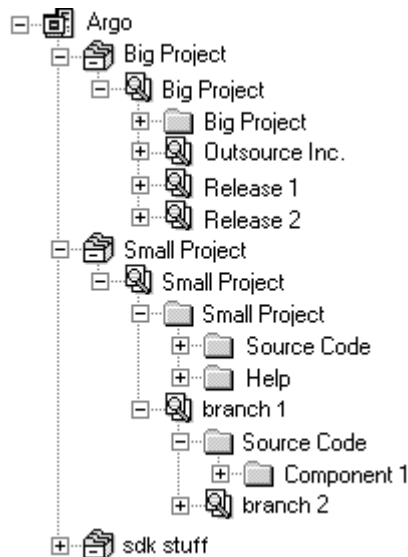 Argo
Big Project
Big Project
Big Project
Outsource Inc.
Release 1
Release 2
Small Project
Small Project
Small Project
Source Code
Help
branch 1
Source Code
Component 1
branch 2
sdk stuff